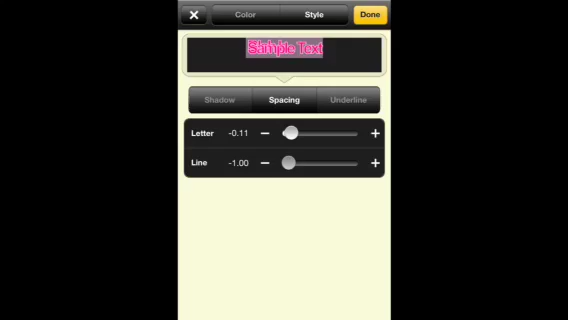 Color Style Done
Sample Text
Shadow Spacing Underline
Letter -0.11
Line -1.00